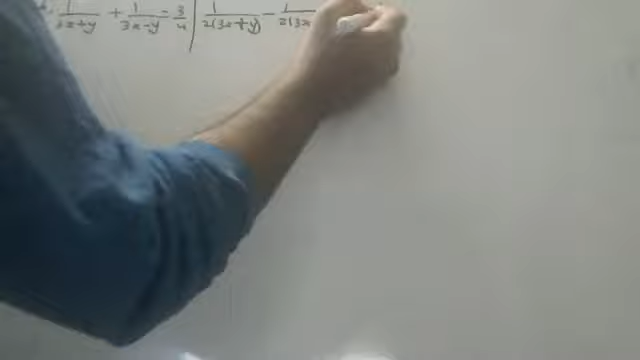 1/(3x+y) + 1/(3x-y) = 3/4 | 1/(2(3x+y)) - 1/(2(3x